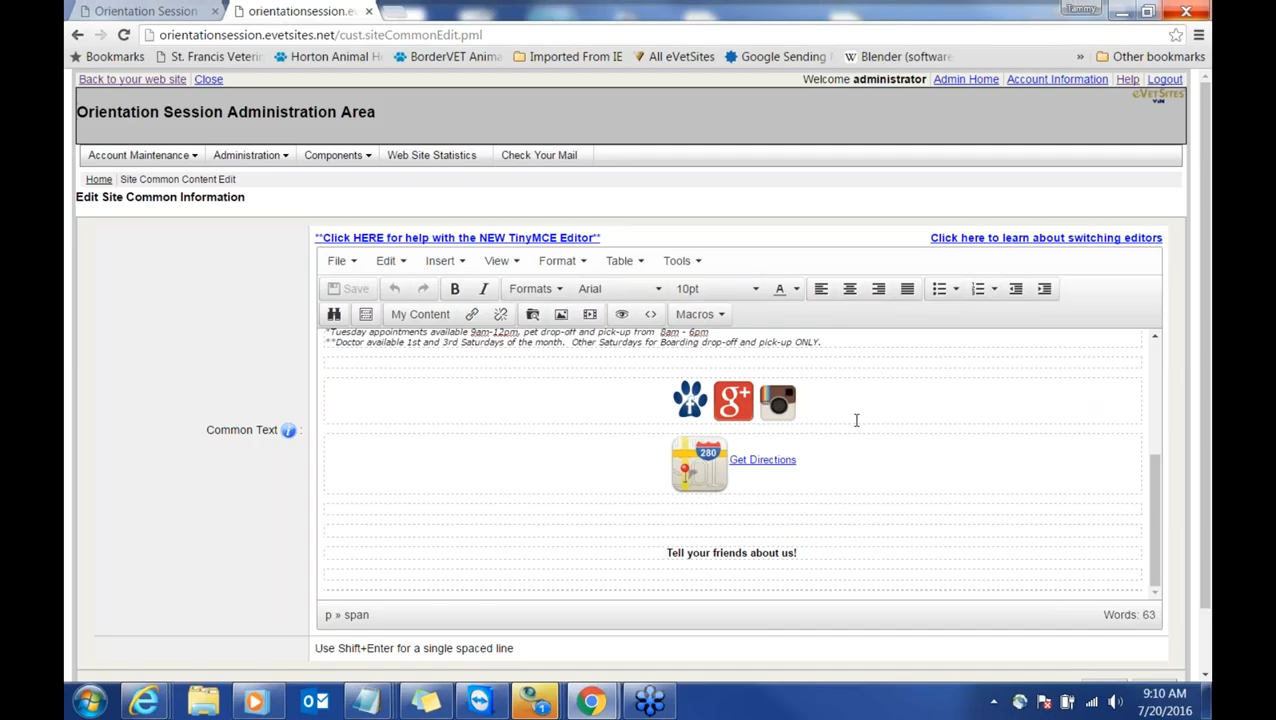 Orientation Session
orientationsession.ev
Tammy
orientationsession.evetsites.net/cust.siteCommonEdit.pml
Bookmarks St. Francis Veterin Horton Animal H BorderVET Anima Imported From IE All eVetSites Google Sending Blender (software Other bookmarks
Back to your web site Close Welcome administrator Admin Home Account Information Help Logout
eVetSites
VIN
Orientation Session Administration Area
Account Maintenance Administration Components Web Site Statistics Check Your Mail
Home Site Common Content Edit
Edit Site Common Information
**Click HERE for help with the NEW TinyMCE Editor** Click here to learn about switching editors
File Edit Insert View Format Table Tools
Save B I Formats Arial 10pt A
My Content Macros
*Tuesday appointments available 9am-12pm, pet drop-off and pick-up from 8am - 6pm
**Doctor available 1st and 3rd Saturdays of the month. Other Saturdays for Boarding drop-off and pick-up ONLY.
g+
Common Text :
280
Get Directions
Tell your friends about us!
p » span Words: 63
Use Shift+Enter for a single spaced line
9:10 AM
7/20/2016